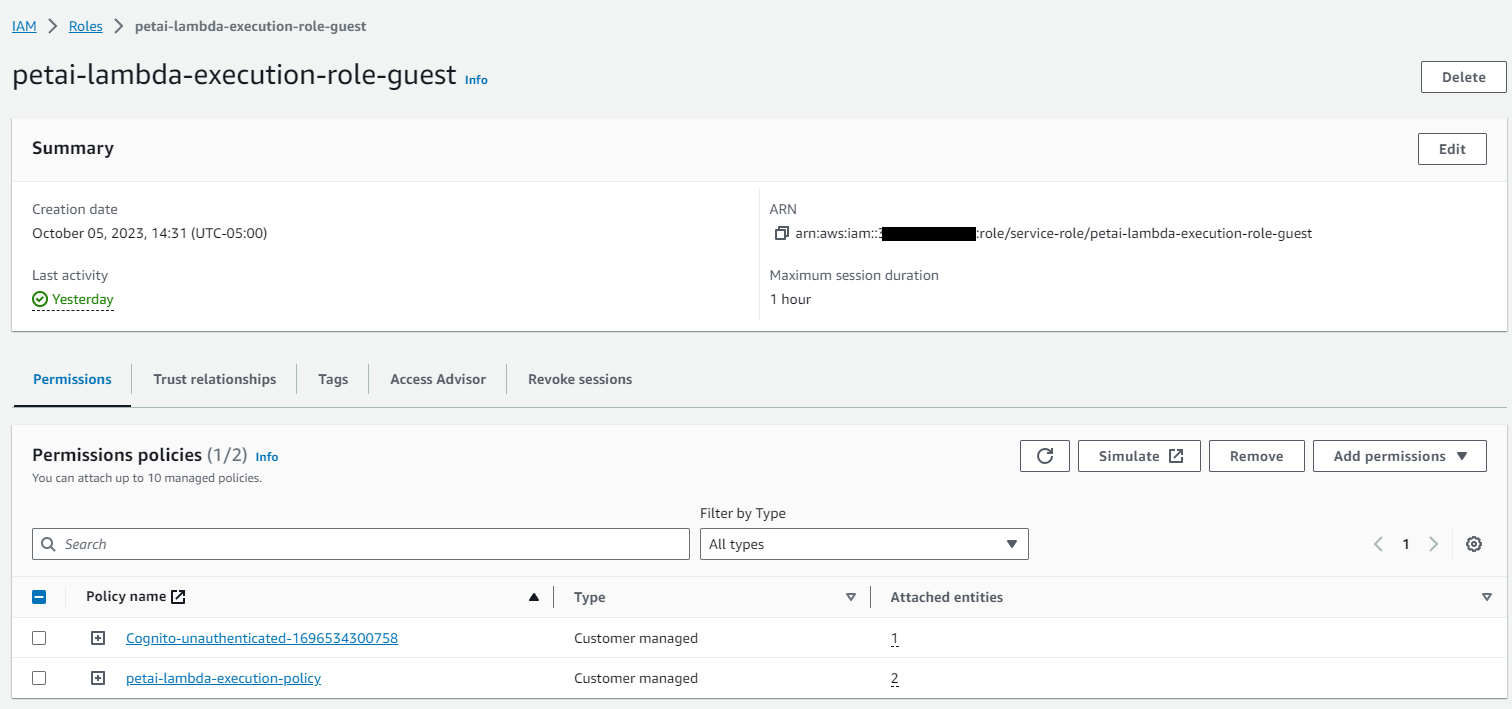 IAM > Roles > petai-lambda-execution-role-guest
petai-lambda-execution-role-guest Info
Delete
Summary
Edit
Creation date
October 05, 2023, 14:31 (UTC-05:00)
ARN
arn:aws:iam::3 :role/service-role/petai-lambda-execution-role-guest
Last activity
Yesterday
Maximum session duration
1 hour
Permissions Trust relationships Tags Access Advisor Revoke sessions
Permissions policies (1/2) Info
You can attach up to 10 managed policies.
Simulate Remove Add permissions
Filter by Type
Search All types 1
Policy name Type Attached entities
Cognito-unauthenticated-1696534300758 Customer managed 1
petai-lambda-execution-policy Customer managed 2